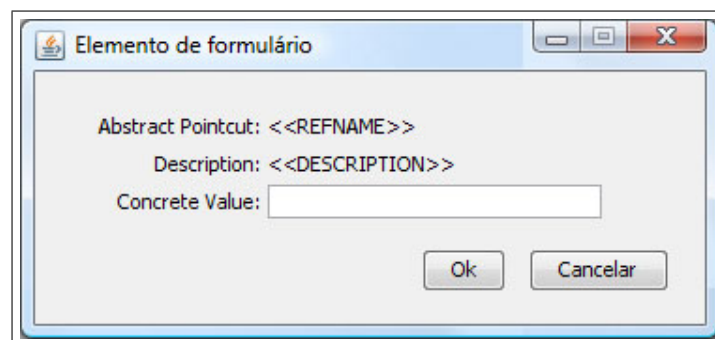 Elemento de formulário
Abstract Pointcut: <<REFNAME>>
Description: <<DESCRIPTION>>
Concrete Value:
Ok Cancelar